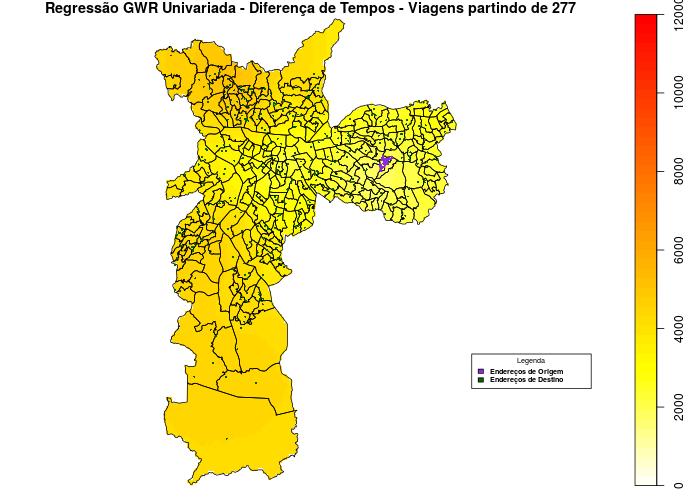 Regressão GWR Univariada - Diferença de Tempos - Viagens partindo de 277
12000
10000
8000
6000
4000
2000
0
Legenda
Endereços de Origem
Endereços de Destino